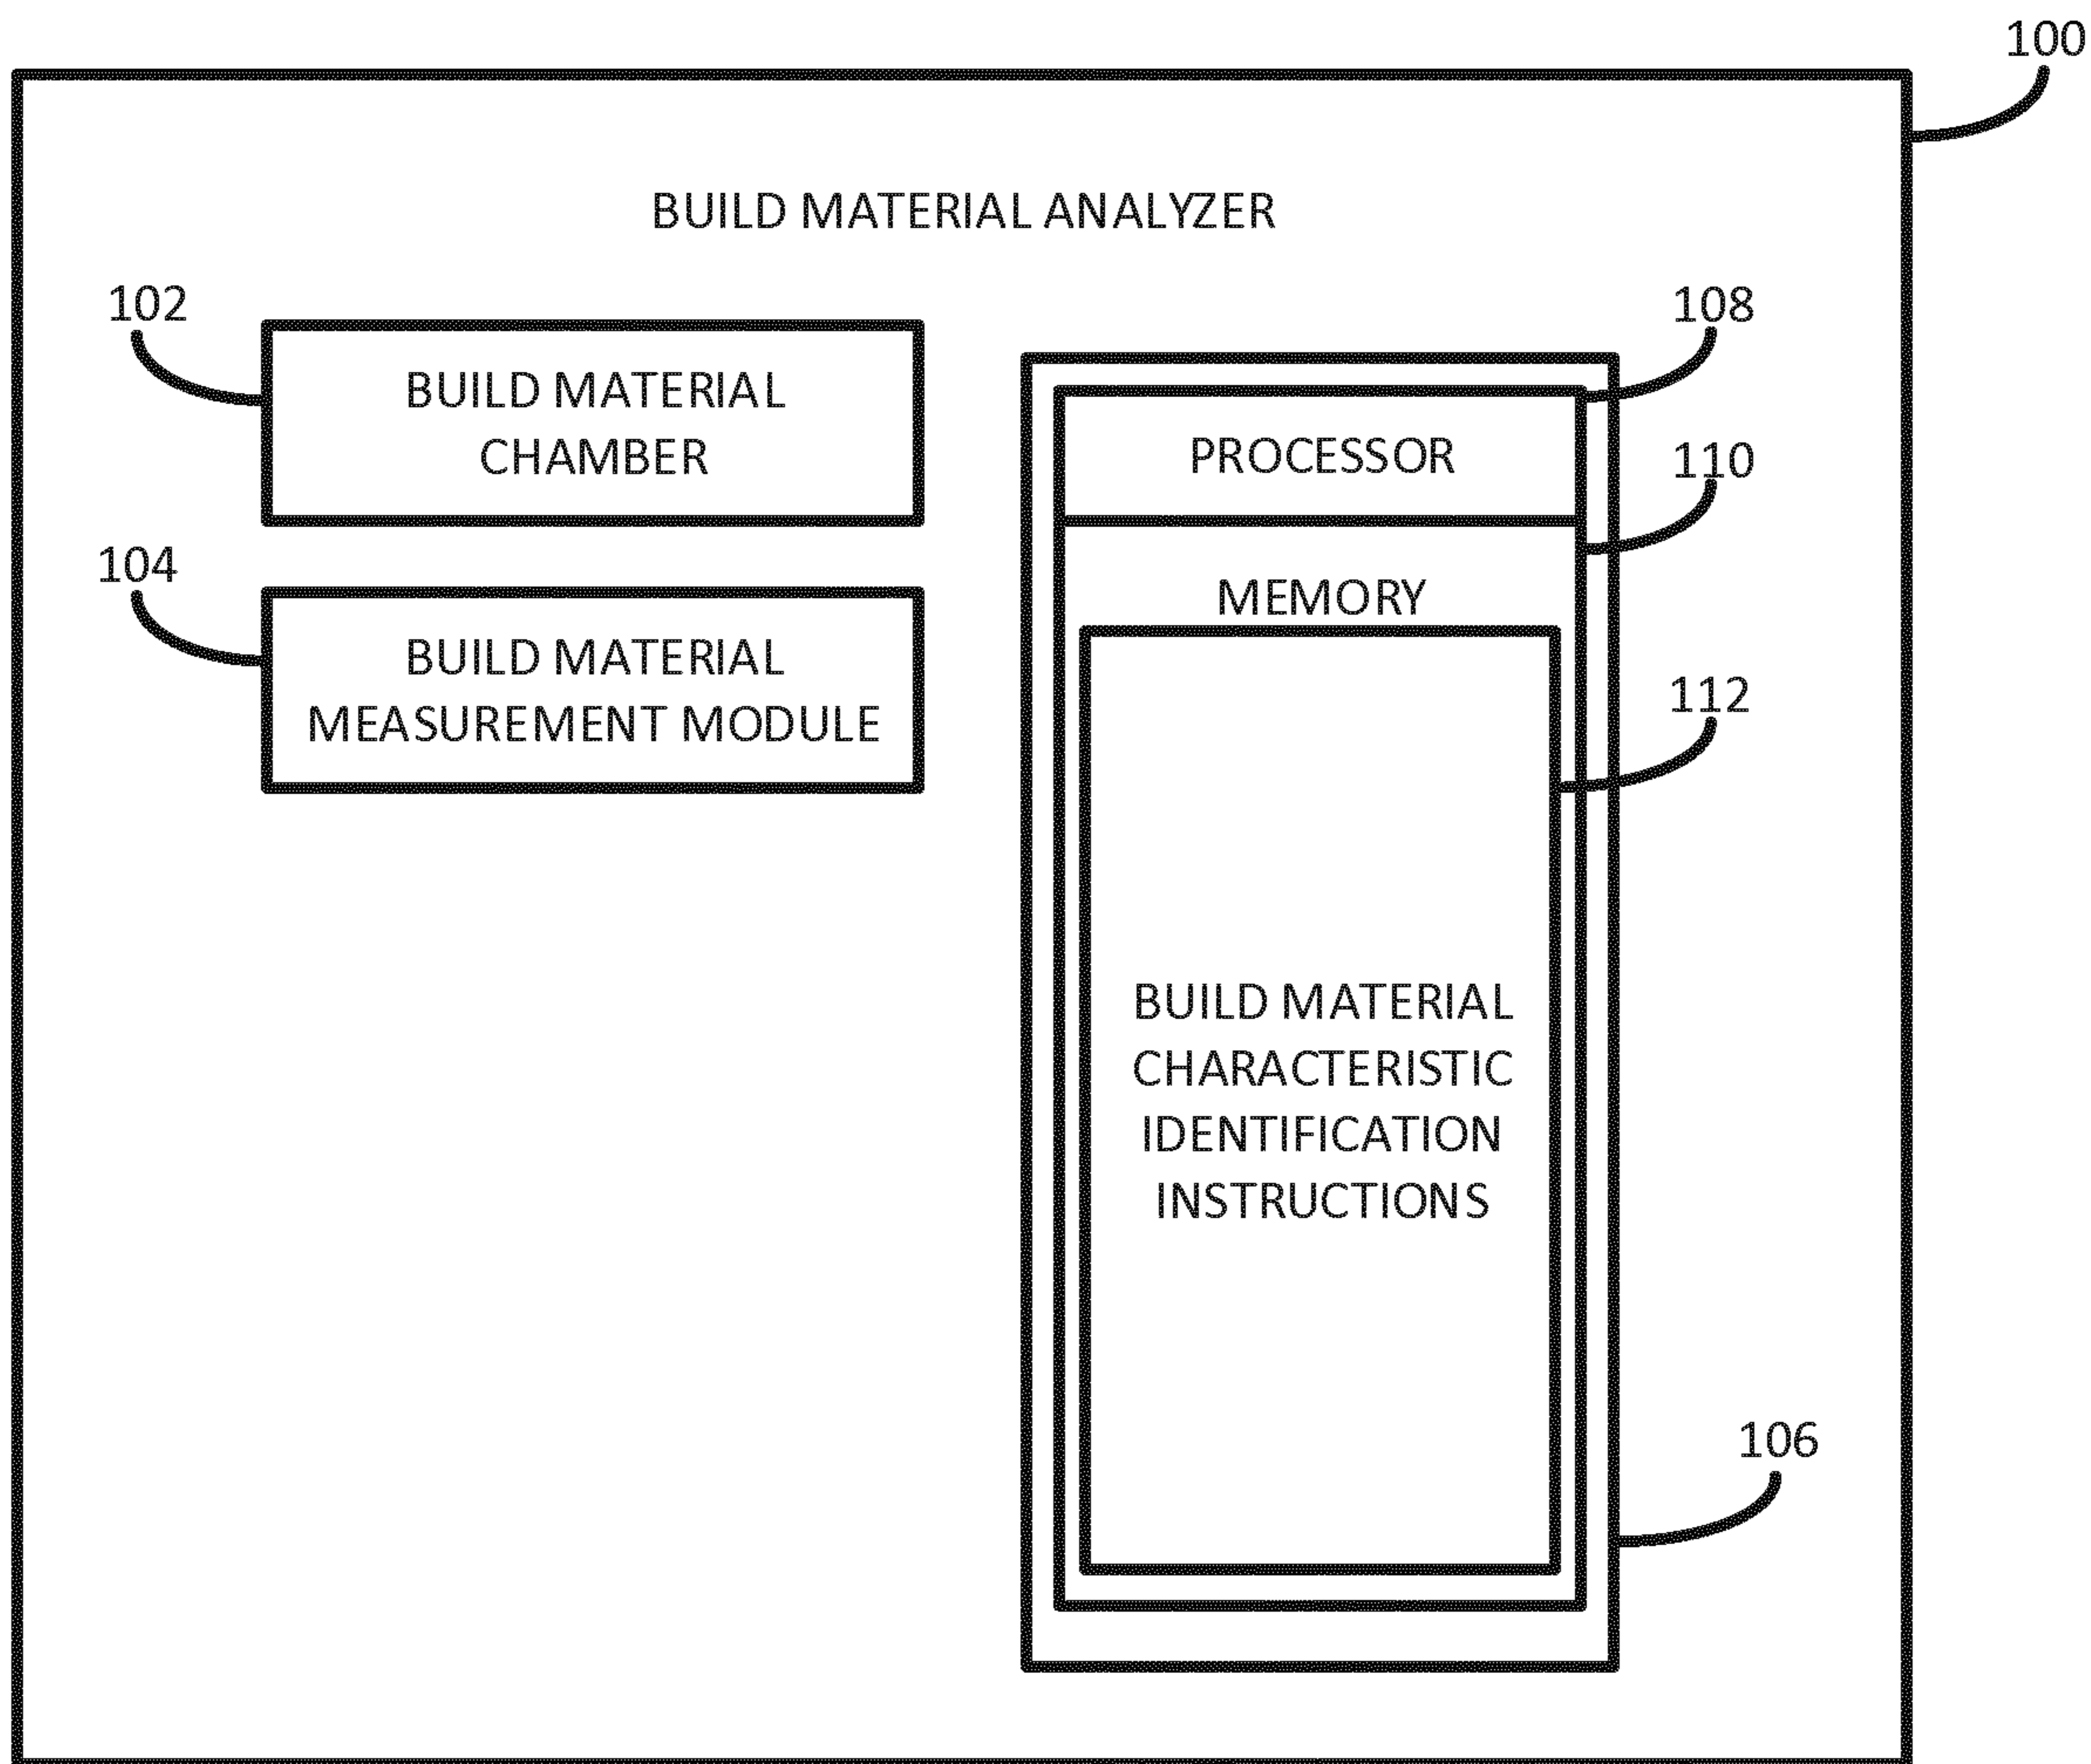 100
BUILD MATERIAL ANALYZER
102
BUILD MATERIAL
CHAMBER
104
BUILD MATERIAL
MEASUREMENT MODULE
108
PROCESSOR
110
MEMORY
112
BUILD MATERIAL
CHARACTERISTIC
IDENTIFICATION
INSTRUCTIONS
106